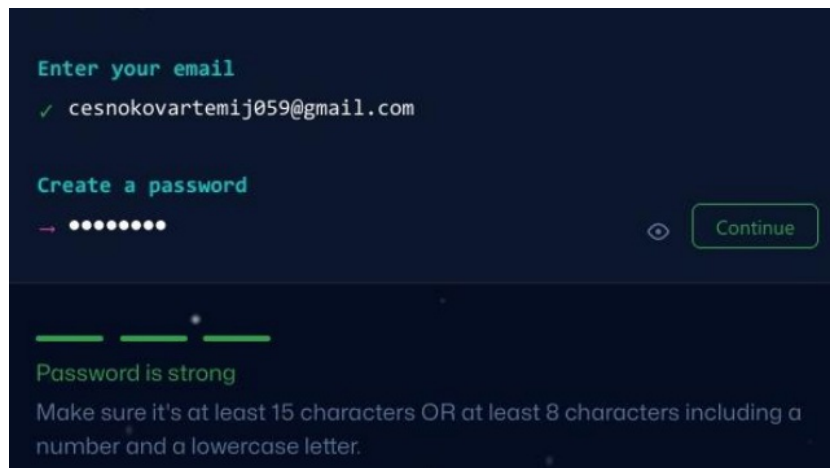 Enter your email
✓ cesnokovartemij059@gmail.com
Create a password
→ ••••••••
Continue
Password is strong
Make sure it's at least 15 characters OR at least 8 characters including a
number and a lowercase letter.